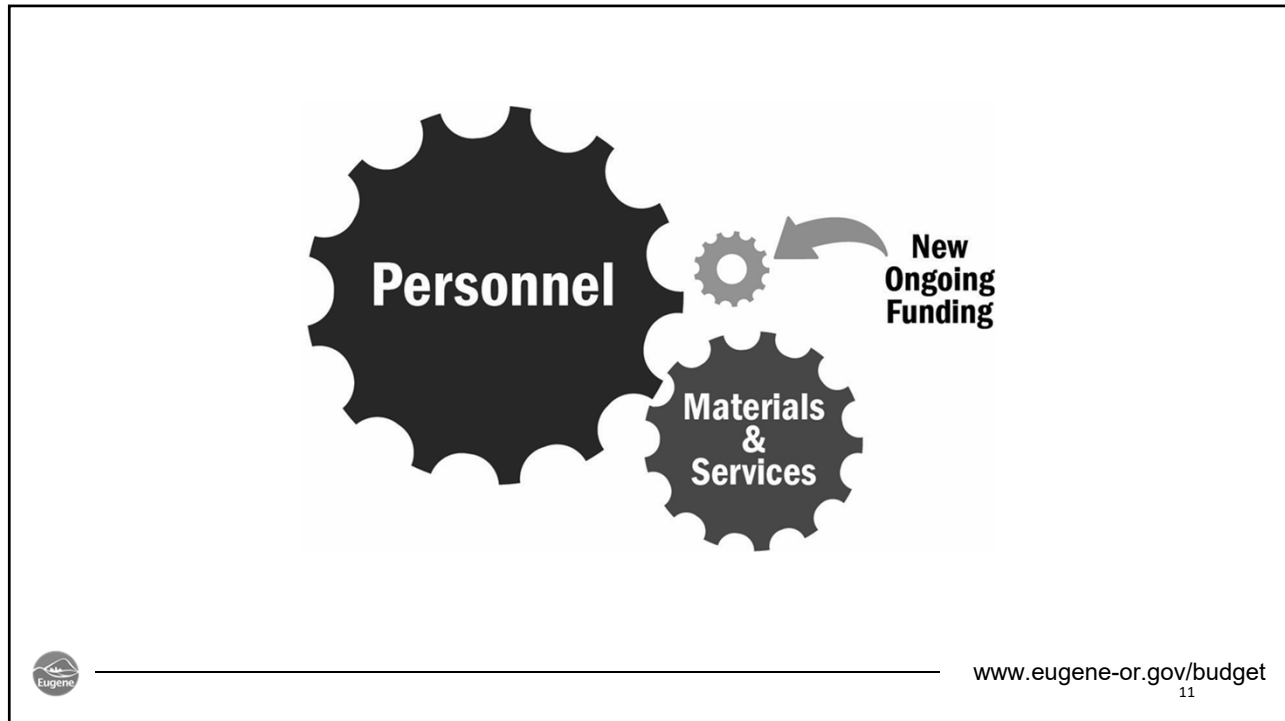 Personnel
New
Ongoing
Funding
Materials
&
Services
Eugene
www.eugene-or.gov/budget
11